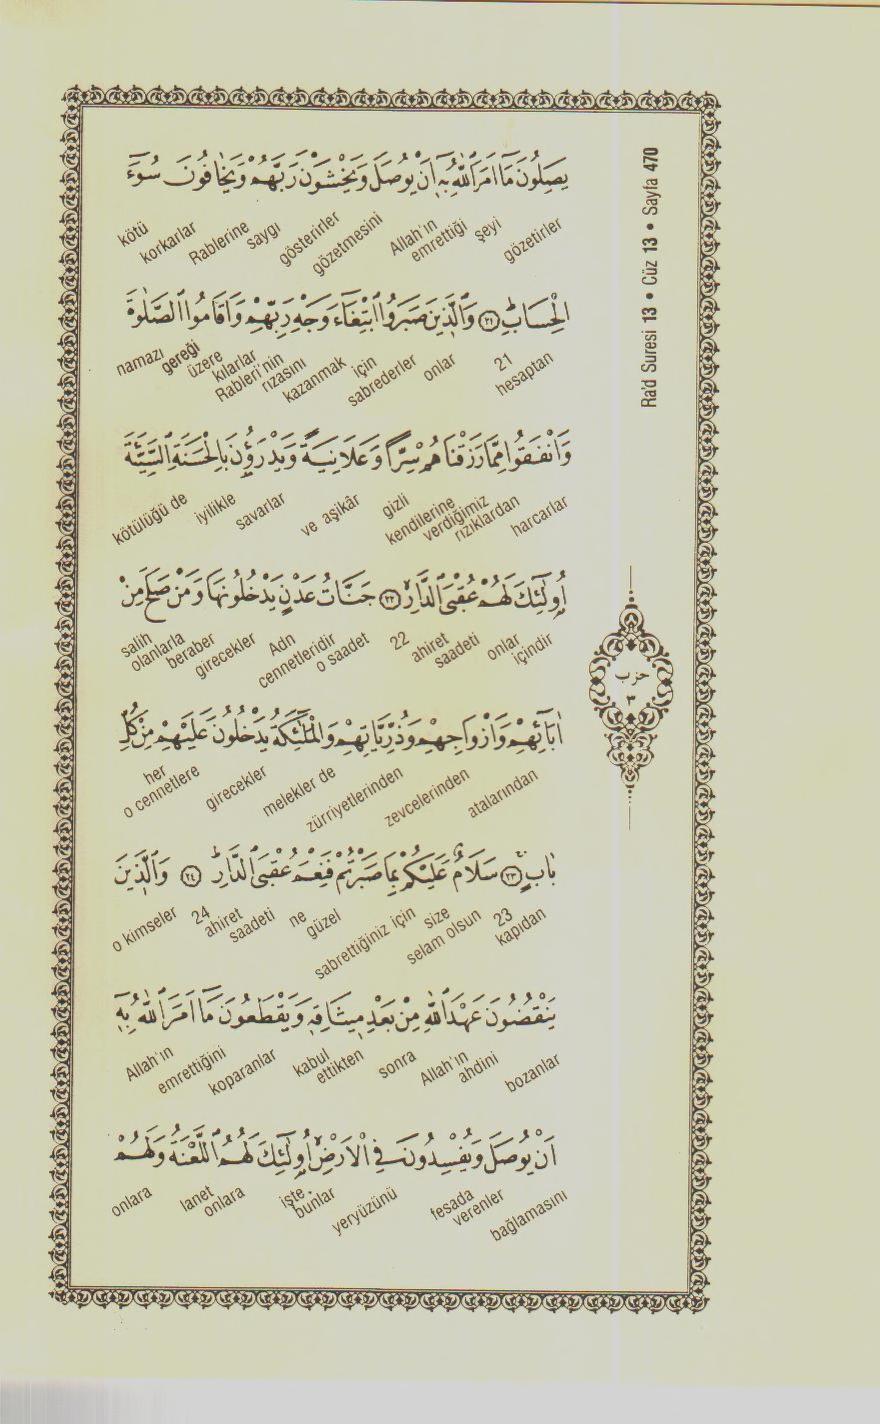 Ra'd Suresi 13 • Cüz 13 • Sayfa 470
يَصِلُونَ مَٓا اَمَرَ اللّٰهُ بِه۪ٓ اَنْ يُوصَلَ وَيَخْشَوْنَ رَبَّهُمْ وَيَخَافُونَ سُٓوءَ
gözetirler şeyi emrettiği Allah'ın gözetmesini gösterirler saygı Rablerine korkarlar kötü
الْحِسَابِۜ ﴿٢١﴾ وَالَّذ۪ينَ صَبَرُوا ابْتِغَٓاءَ وَجْهِ رَبِّهِمْ وَاَقَامُوا الصَّلٰوةَ
hesaptan 21 onlar sabrederler için kazanmak rızasını Rableri'nin kılarlar üzere gereği namazı
وَاَنْفَقُوا مِمَّا رَزَقْنَاهُمْ سِرًّا وَعَلَانِيَةً وَيَدْرَؤُ۫نَ بِالْحَسَنَةِ السَّيِّئَةَ
harcarlar rızıklardan verdiğimiz kendilerine gizli ve aşikâr savarlar iyilikle kötülüğü de
اُو۬لٰٓئِكَ لَهُمْ عُقْبَى الدَّارِۙ ﴿٢٢﴾ جَنَّاتُ عَدْنٍ يَدْخُلُونَهَا وَمَنْ صَلَحَ مِنْ
içindir onlar saadeti ahiret 22 o saadet cennetleridir Adn girecekler beraber olanlarla salih
حزب ٣
اٰبَٓائِهِمْ وَاَزْوَاجِهِمْ وَذُرِّيَّاتِهِمْ وَالْمَلٰٓئِكَةُ يَدْخُلُونَ عَلَيْهِمْ مِنْ كُلِّ
atalarından zevcelerinden zürriyetlerinden melekler de girecekler o cennetlere her
بَابٍۚ ﴿٢٣﴾ سَلَامٌ عَلَيْكُمْ بِمَا صَبَرْتُمْ فَنِعْمَ عُقْبَى الدَّارِۜ ﴿٢٤﴾ وَالَّذ۪ينَ
kapıdan 23 selam olsun size sabrettiğiniz için güzel ne saadeti ahiret 24 o kimseler
يَنْقُضُونَ عَهْدَ اللّٰهِ مِنْ بَعْدِ م۪يثَاقِه۪ وَيَقْطَعُونَ مَٓا اَمَرَ اللّٰهُ بِه۪ٓ
bozanlar ahdini Allah'ın sonra ettikten kabul koparanlar emrettiğini Allah'ın
اَنْ يُوصَلَ وَيُفْسِدُونَ فِي الْاَرْضِۙ اُو۬لٰٓئِكَ لَهُمُ اللَّعْنَةُ وَلَهُمْ
bağlamasını verenler fesada yeryüzünü bunlar işte onlara lanet onlara